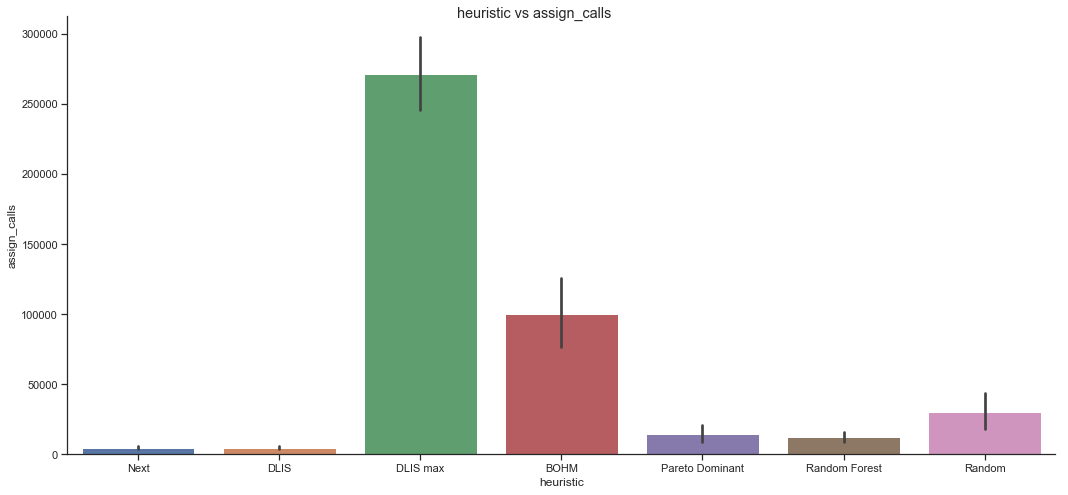 heuristic vs assign_calls
300000
250000
200000
150000
100000
50000
0
assign_calls
Next DLIS DLIS max BOHM Pareto Dominant Random Forest Random
heuristic